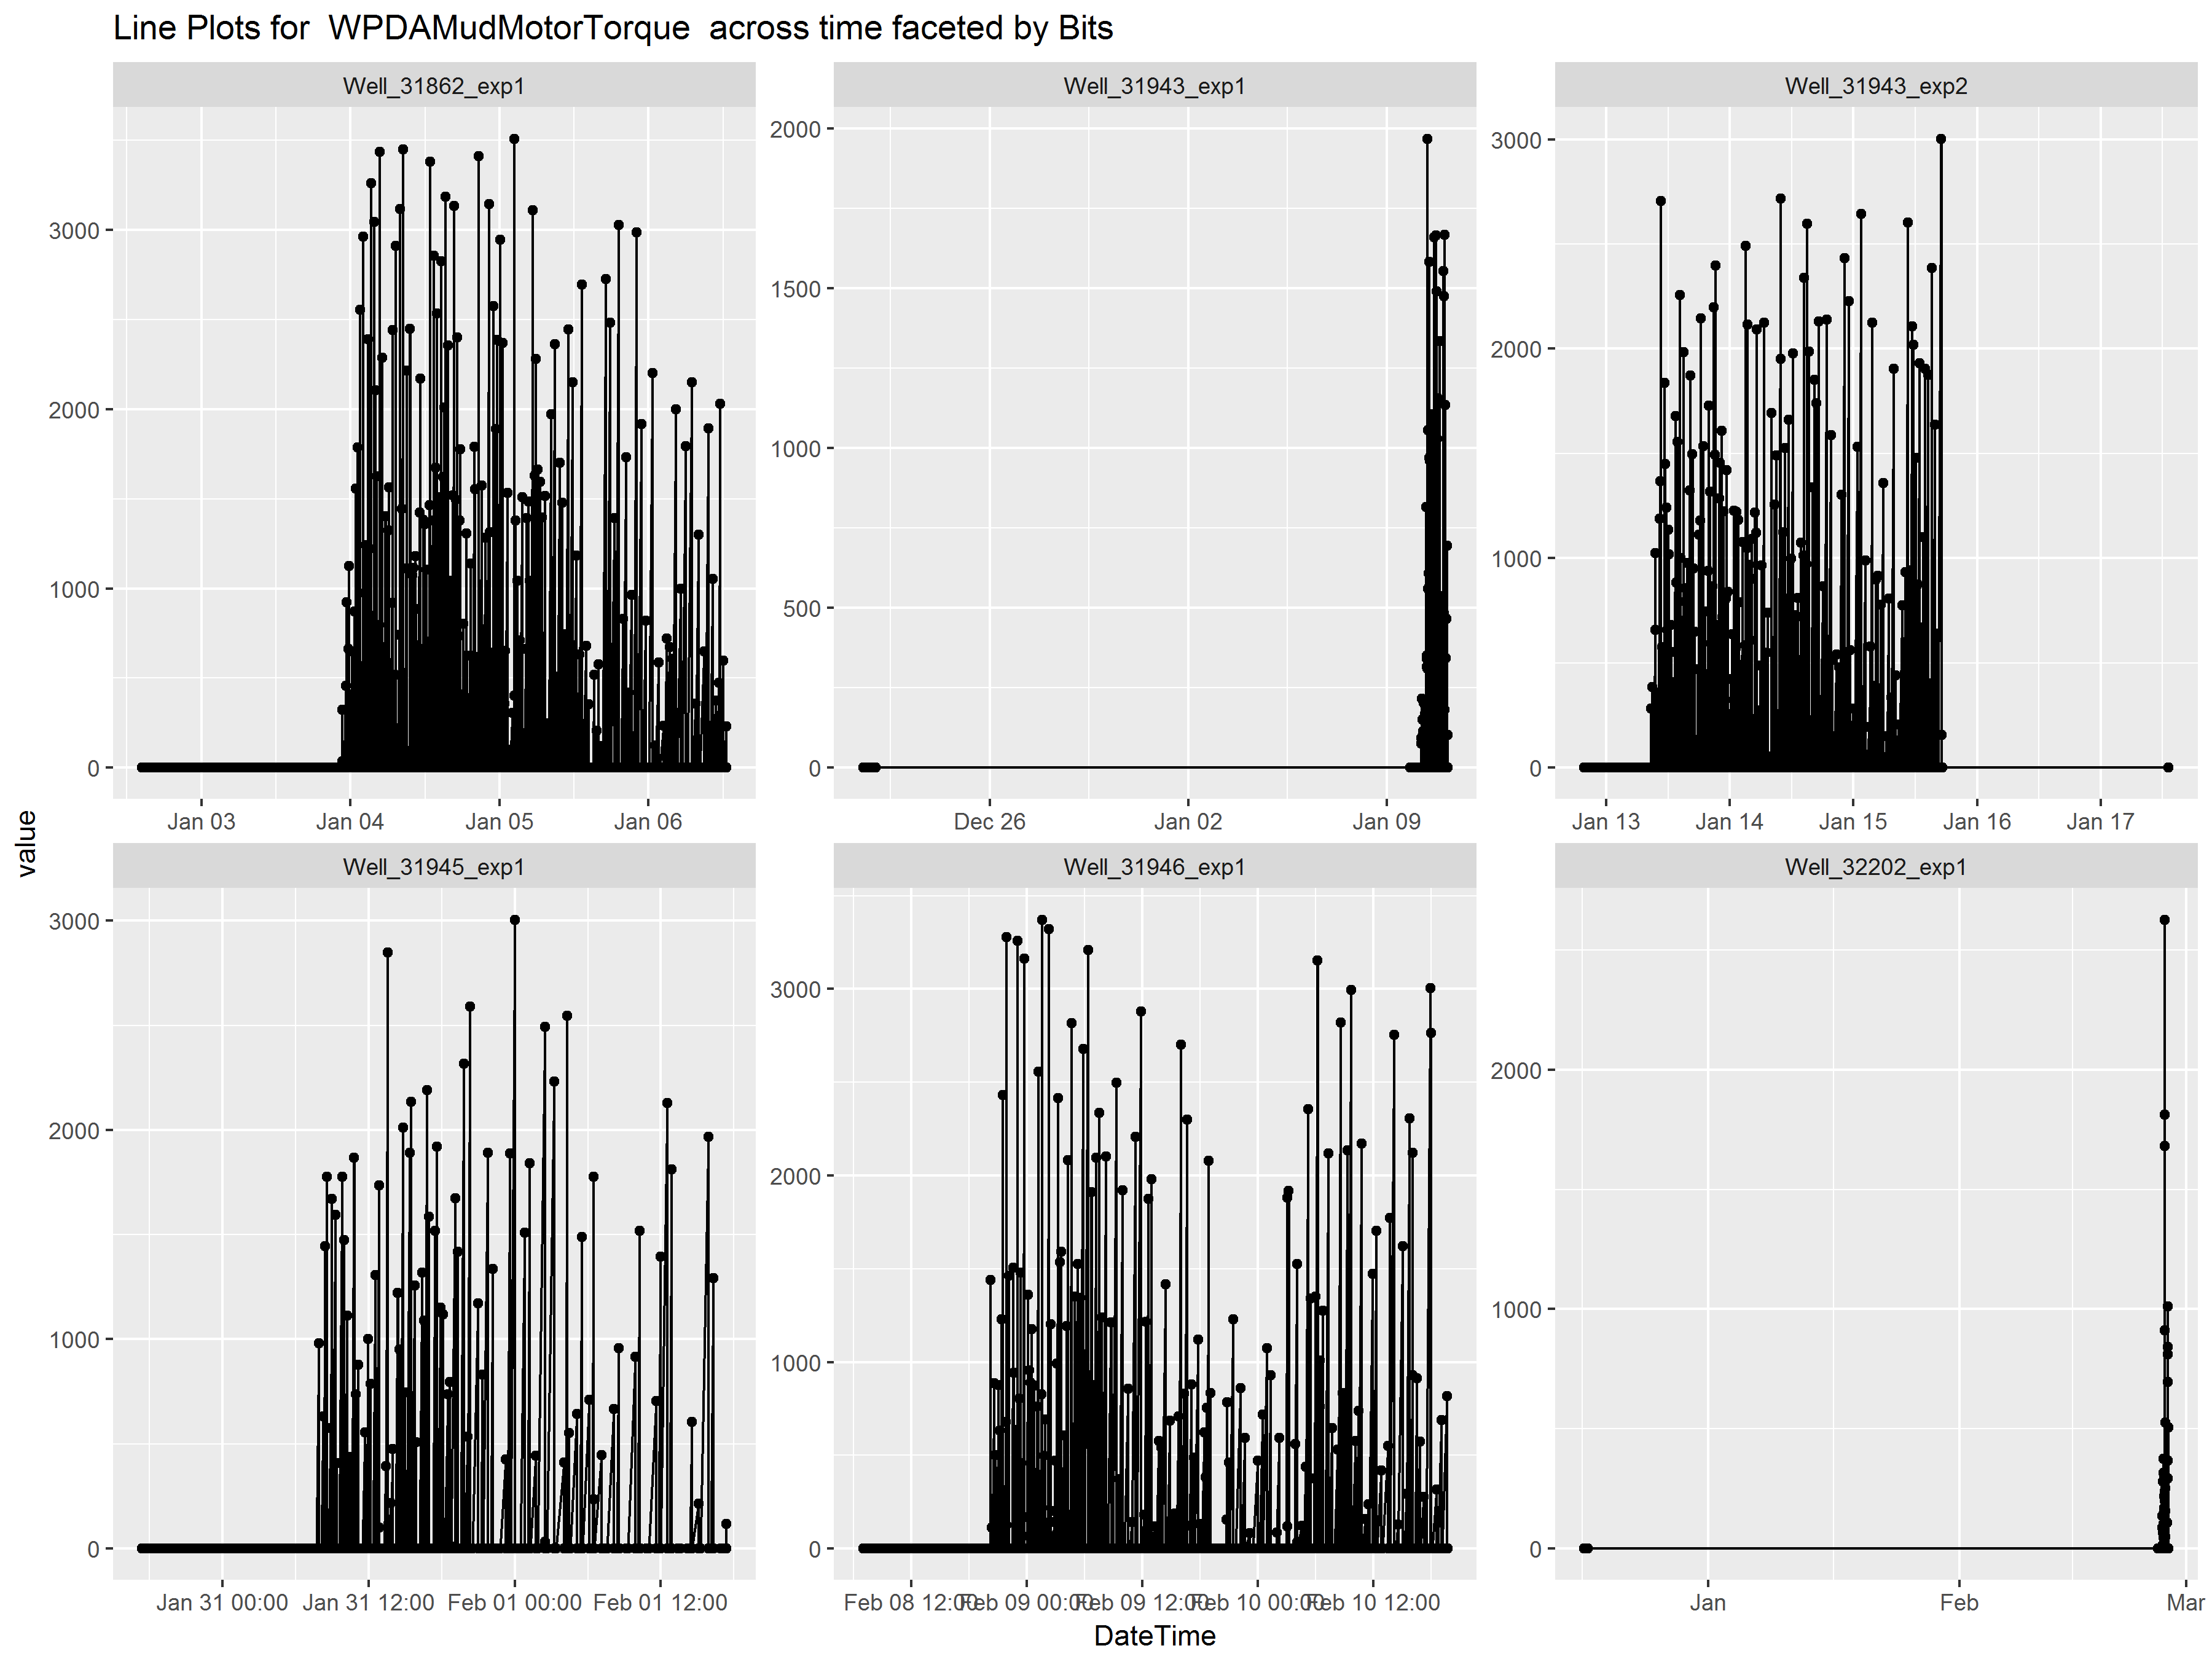 Line Plots for  WPDAMudMotorTorque  across time faceted by Bits
Well_31862_exp1
Well_31943_exp1
Well_31943_exp2
3000
2000
1000
0
2000
1500
1000
500
0
3000
2000
1000
0
Jan 03
Jan 04
Jan 05
Jan 06
Dec 26
Jan 02
Jan 09
Jan 13
Jan 14
Jan 15
Jan 16
Jan 17
value
Well_31945_exp1
Well_31946_exp1
Well_32202_exp1
3000
2000
1000
0
3000
2000
1000
0
2000
1000
0
Jan 31 00:00
Jan 31 12:00
Feb 01 00:00
Feb 01 12:00
Feb 08 12:00
Feb 09 00:00
Feb 09 12:00
Feb 10 00:00
Feb 10 12:00
Jan
Feb
Mar
DateTime